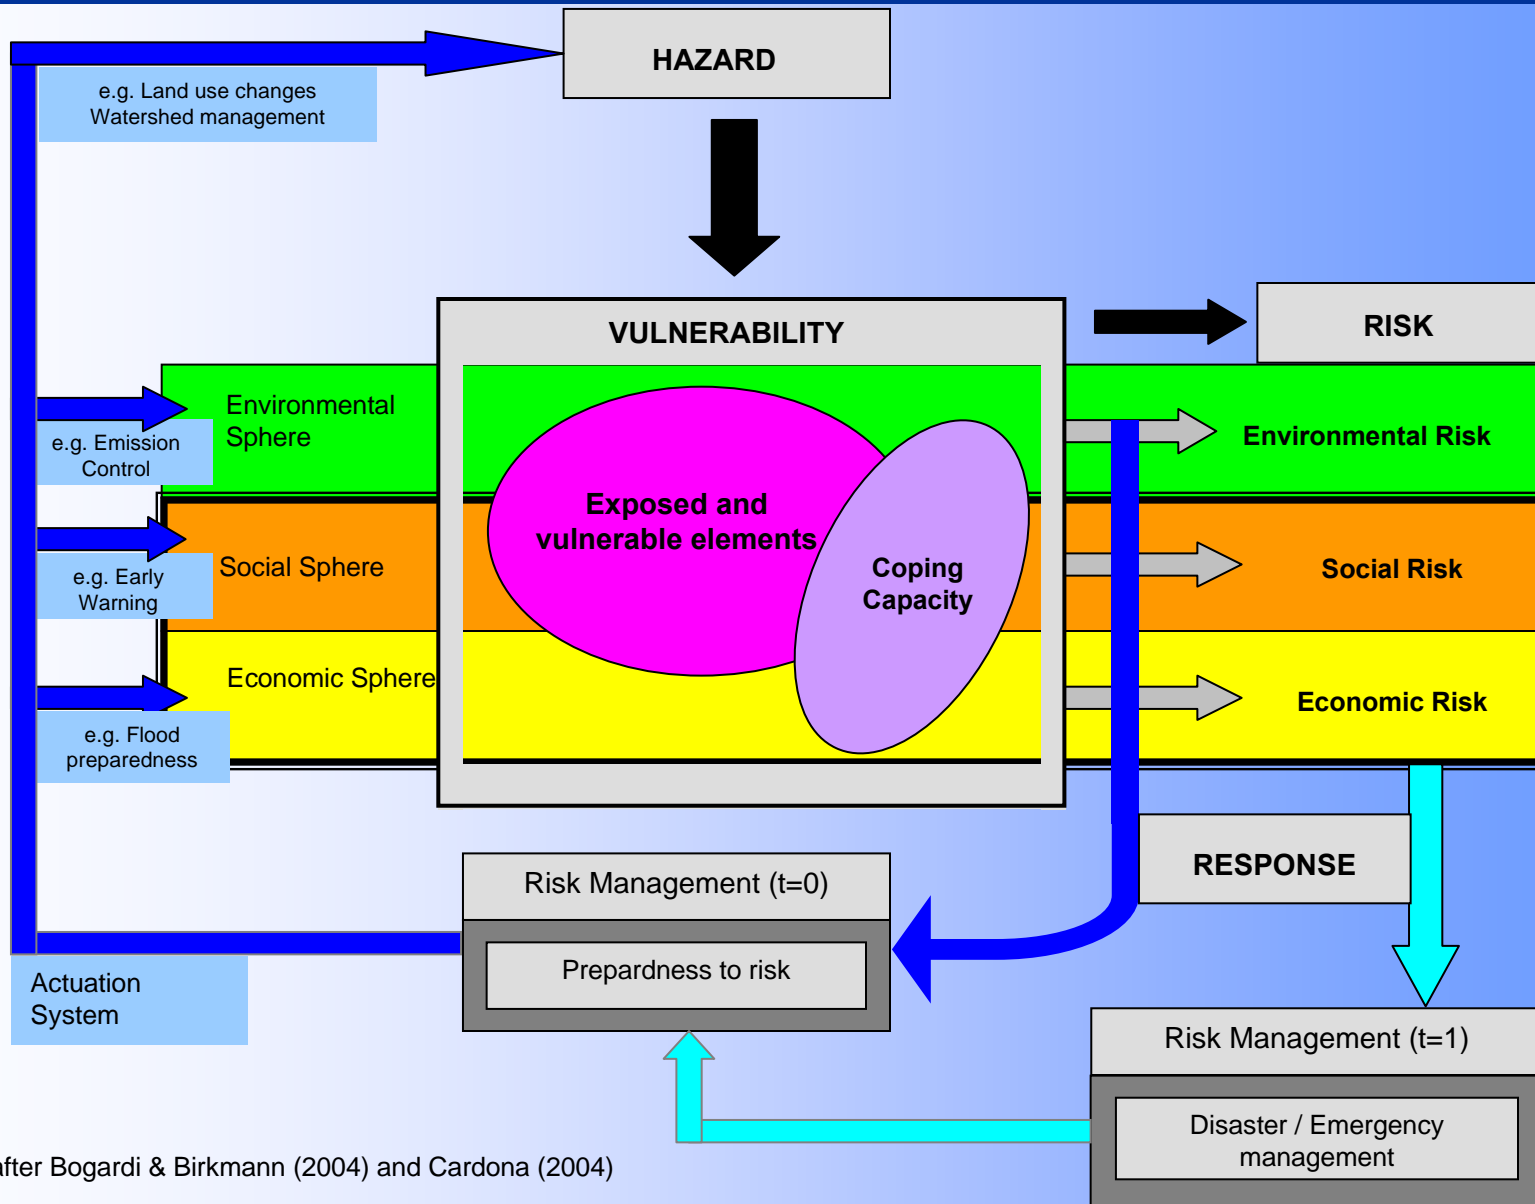 HAZARD
e.g. Land use changes
Watershed management
VULNERABILITY
RISK
Environmental
Sphere
e.g. Emission
Control
Exposed and
vulnerable elements
Environmental Risk
Social Sphere
e.g. Early
Warning
Coping
Capacity
Social Risk
Economic Sphere
e.g. Flood
preparedness
Economic Risk
RESPONSE
Risk Management (t=0)
Prepardness to risk
Actuation
System
Risk Management (t=1)
Disaster / Emergency
management
after Bogardi & Birkmann (2004) and Cardona (2004)